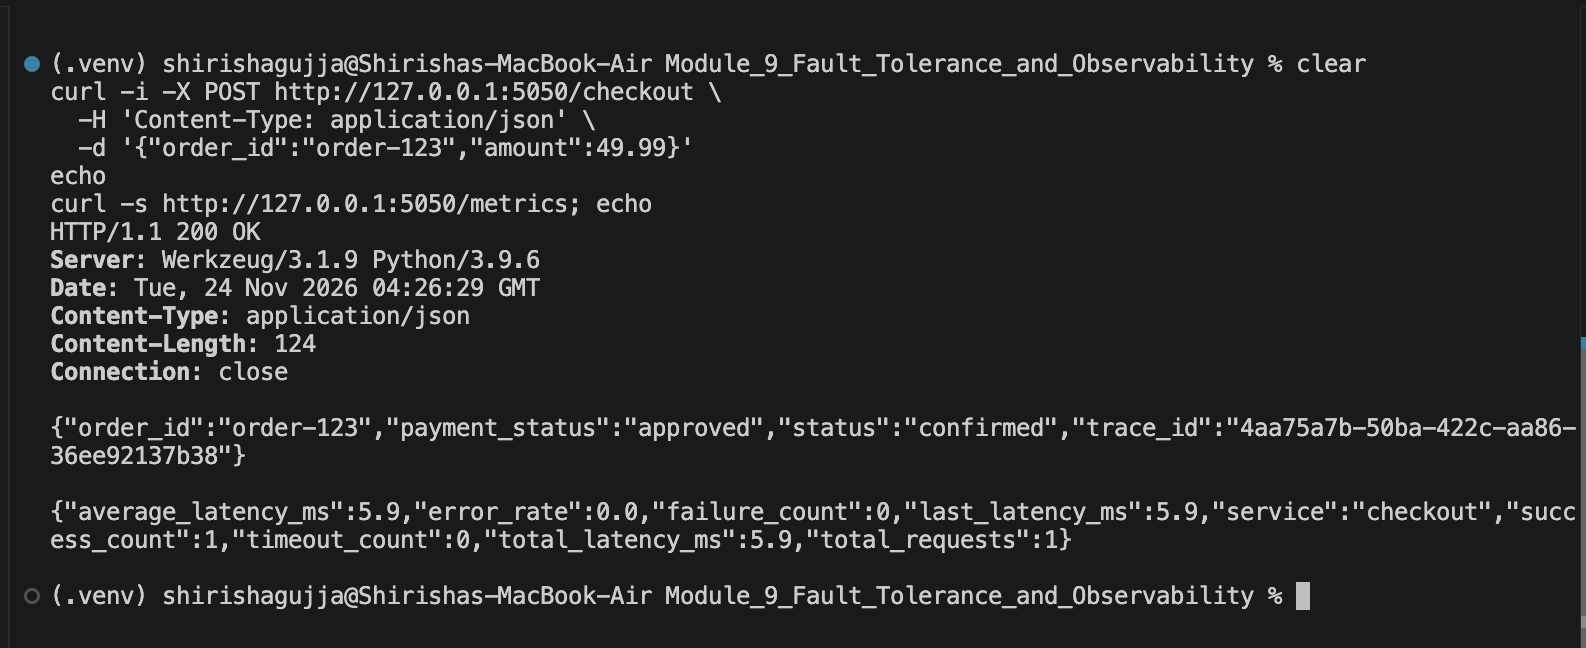 (.venv) shirishagujja@Shirishas-MacBook-Air Module_9_Fault_Tolerance_and_Observability % clear
curl -i -X POST http://127.0.0.1:5050/checkout \
  -H 'Content-Type: application/json' \
  -d '{"order_id":"order-123","amount":49.99}'
echo
curl -s http://127.0.0.1:5050/metrics; echo
HTTP/1.1 200 OK
Server: Werkzeug/3.1.9 Python/3.9.6
Date: Tue, 24 Nov 2026 04:26:29 GMT
Content-Type: application/json
Content-Length: 124
Connection: close

{"order_id":"order-123","payment_status":"approved","status":"confirmed","trace_id":"4aa75a7b-50ba-422c-aa86-
36ee92137b38"}

{"average_latency_ms":5.9,"error_rate":0.0,"failure_count":0,"last_latency_ms":5.9,"service":"checkout","succ
ess_count":1,"timeout_count":0,"total_latency_ms":5.9,"total_requests":1}

(.venv) shirishagujja@Shirishas-MacBook-Air Module_9_Fault_Tolerance_and_Observability %